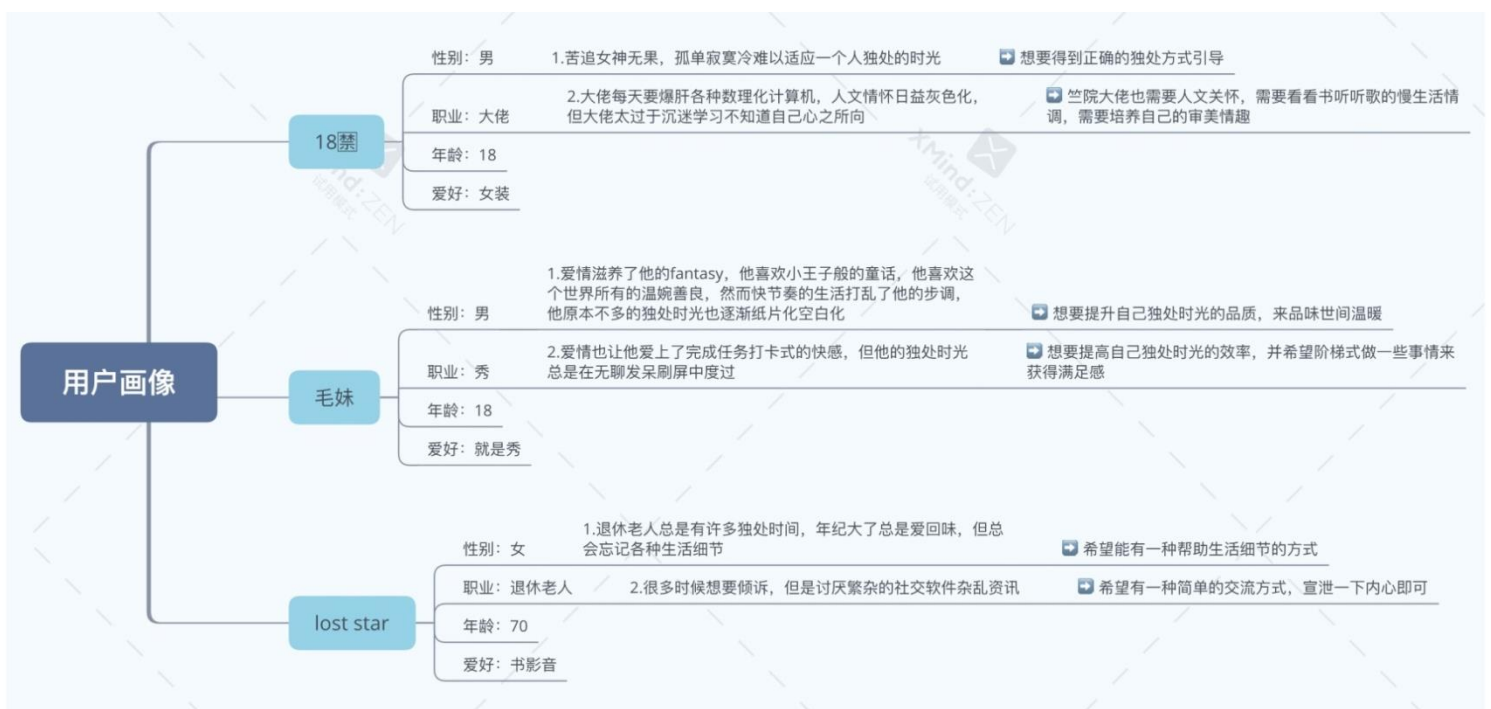 用户画像
18禁
性别：男
1.苦追女神无果，孤单寂寞冷难以适应一个人独处的时光
➡ 想要得到正确的独处方式引导
职业：大佬
2.大佬每天要爆肝各种数理化计算机，人文情怀日益灰色化，
但大佬太过于沉迷学习不知道自己心之所向
➡ 竺院大佬也需要人文关怀，需要看看书听听歌的慢生活情
调，需要培养自己的审美情趣
年龄：18
爱好：女装
毛妹
性别：男
1.爱情滋养了他的fantasy，他喜欢小王子般的童话，他喜欢这
个世界所有的温婉善良，然而快节奏的生活打乱了他的步调，
他原本不多的独处时光也逐渐纸片化空白化
➡ 想要提升自己独处时光的品质，来品味世间温暖
职业：秀
2.爱情也让他爱上了完成任务打卡式的快感，但他的独处时光
总是在无聊发呆刷屏中度过
➡ 想要提高自己独处时光的效率，并希望阶梯式做一些事情来
获得满足感
年龄：18
爱好：就是秀
lost star
性别：女
1.退休老人总是有许多独处时间，年纪大了总是爱回味，但总
会忘记各种生活细节
➡ 希望能有一种帮助生活细节的方式
职业：退休老人
2.很多时候想要倾诉，但是讨厌繁杂的社交软件杂乱资讯
➡ 希望有一种简单的交流方式，宣泄一下内心即可
年龄：70
爱好：书影音
XMind:ZEN
试用模式
XMind:ZEN
试用模式